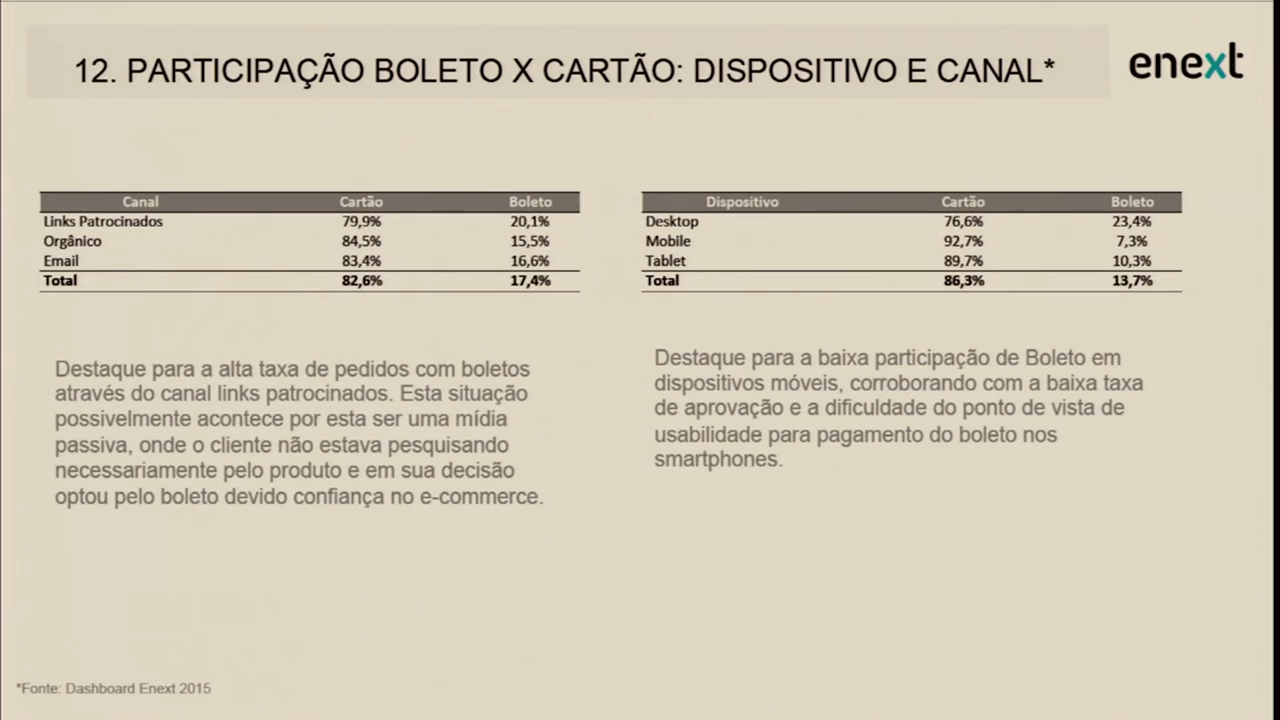 12. PARTICIPAÇÃO BOLETO X CARTÃO: DISPOSITIVO E CANAL*
enext
Canal Cartão Boleto
Links Patrocinados 79,9% 20,1%
Orgânico 84,5% 15,5%
Email 83,4% 16,6%
Total 82,6% 17,4%
Dispositivo Cartão Boleto
Desktop 76,6% 23,4%
Mobile 92,7% 7,3%
Tablet 89,7% 10,3%
Total 86,3% 13,7%
Destaque para a alta taxa de pedidos com boletos
através do canal links patrocinados. Esta situação
possivelmente acontece por esta ser uma mídia
passiva, onde o cliente não estava pesquisando
necessariamente pelo produto e em sua decisão
optou pelo boleto devido confiança no e-commerce.
Destaque para a baixa participação de Boleto em
dispositivos móveis, corroborando com a baixa taxa
de aprovação e a dificuldade do ponto de vista de
usabilidade para pagamento do boleto nos
smartphones.
*Fonte: Dashboard Enext 2015